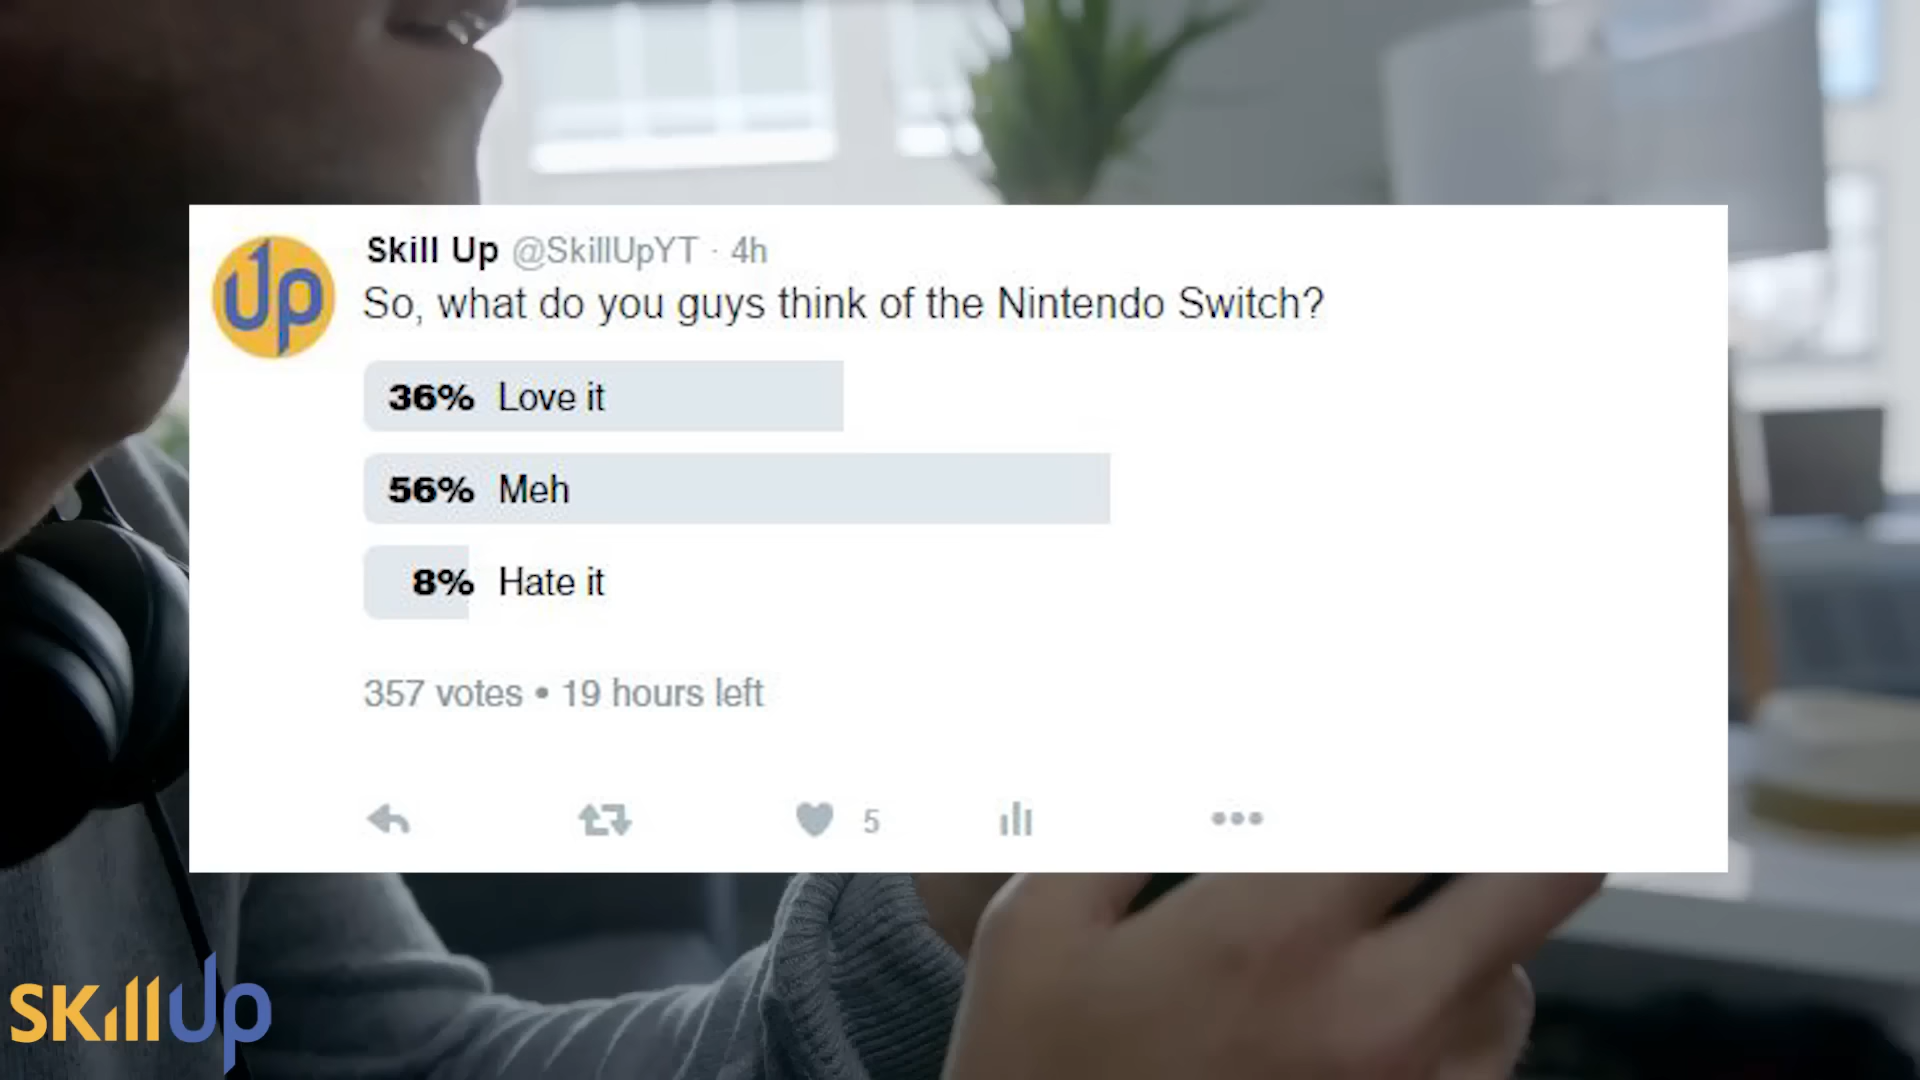 Up
Skill Up @SkillUpYT · 4h
So, what do you guys think of the Nintendo Switch?
36% Love it
56% Meh
8% Hate it
357 votes • 19 hours left
5
SkillUp